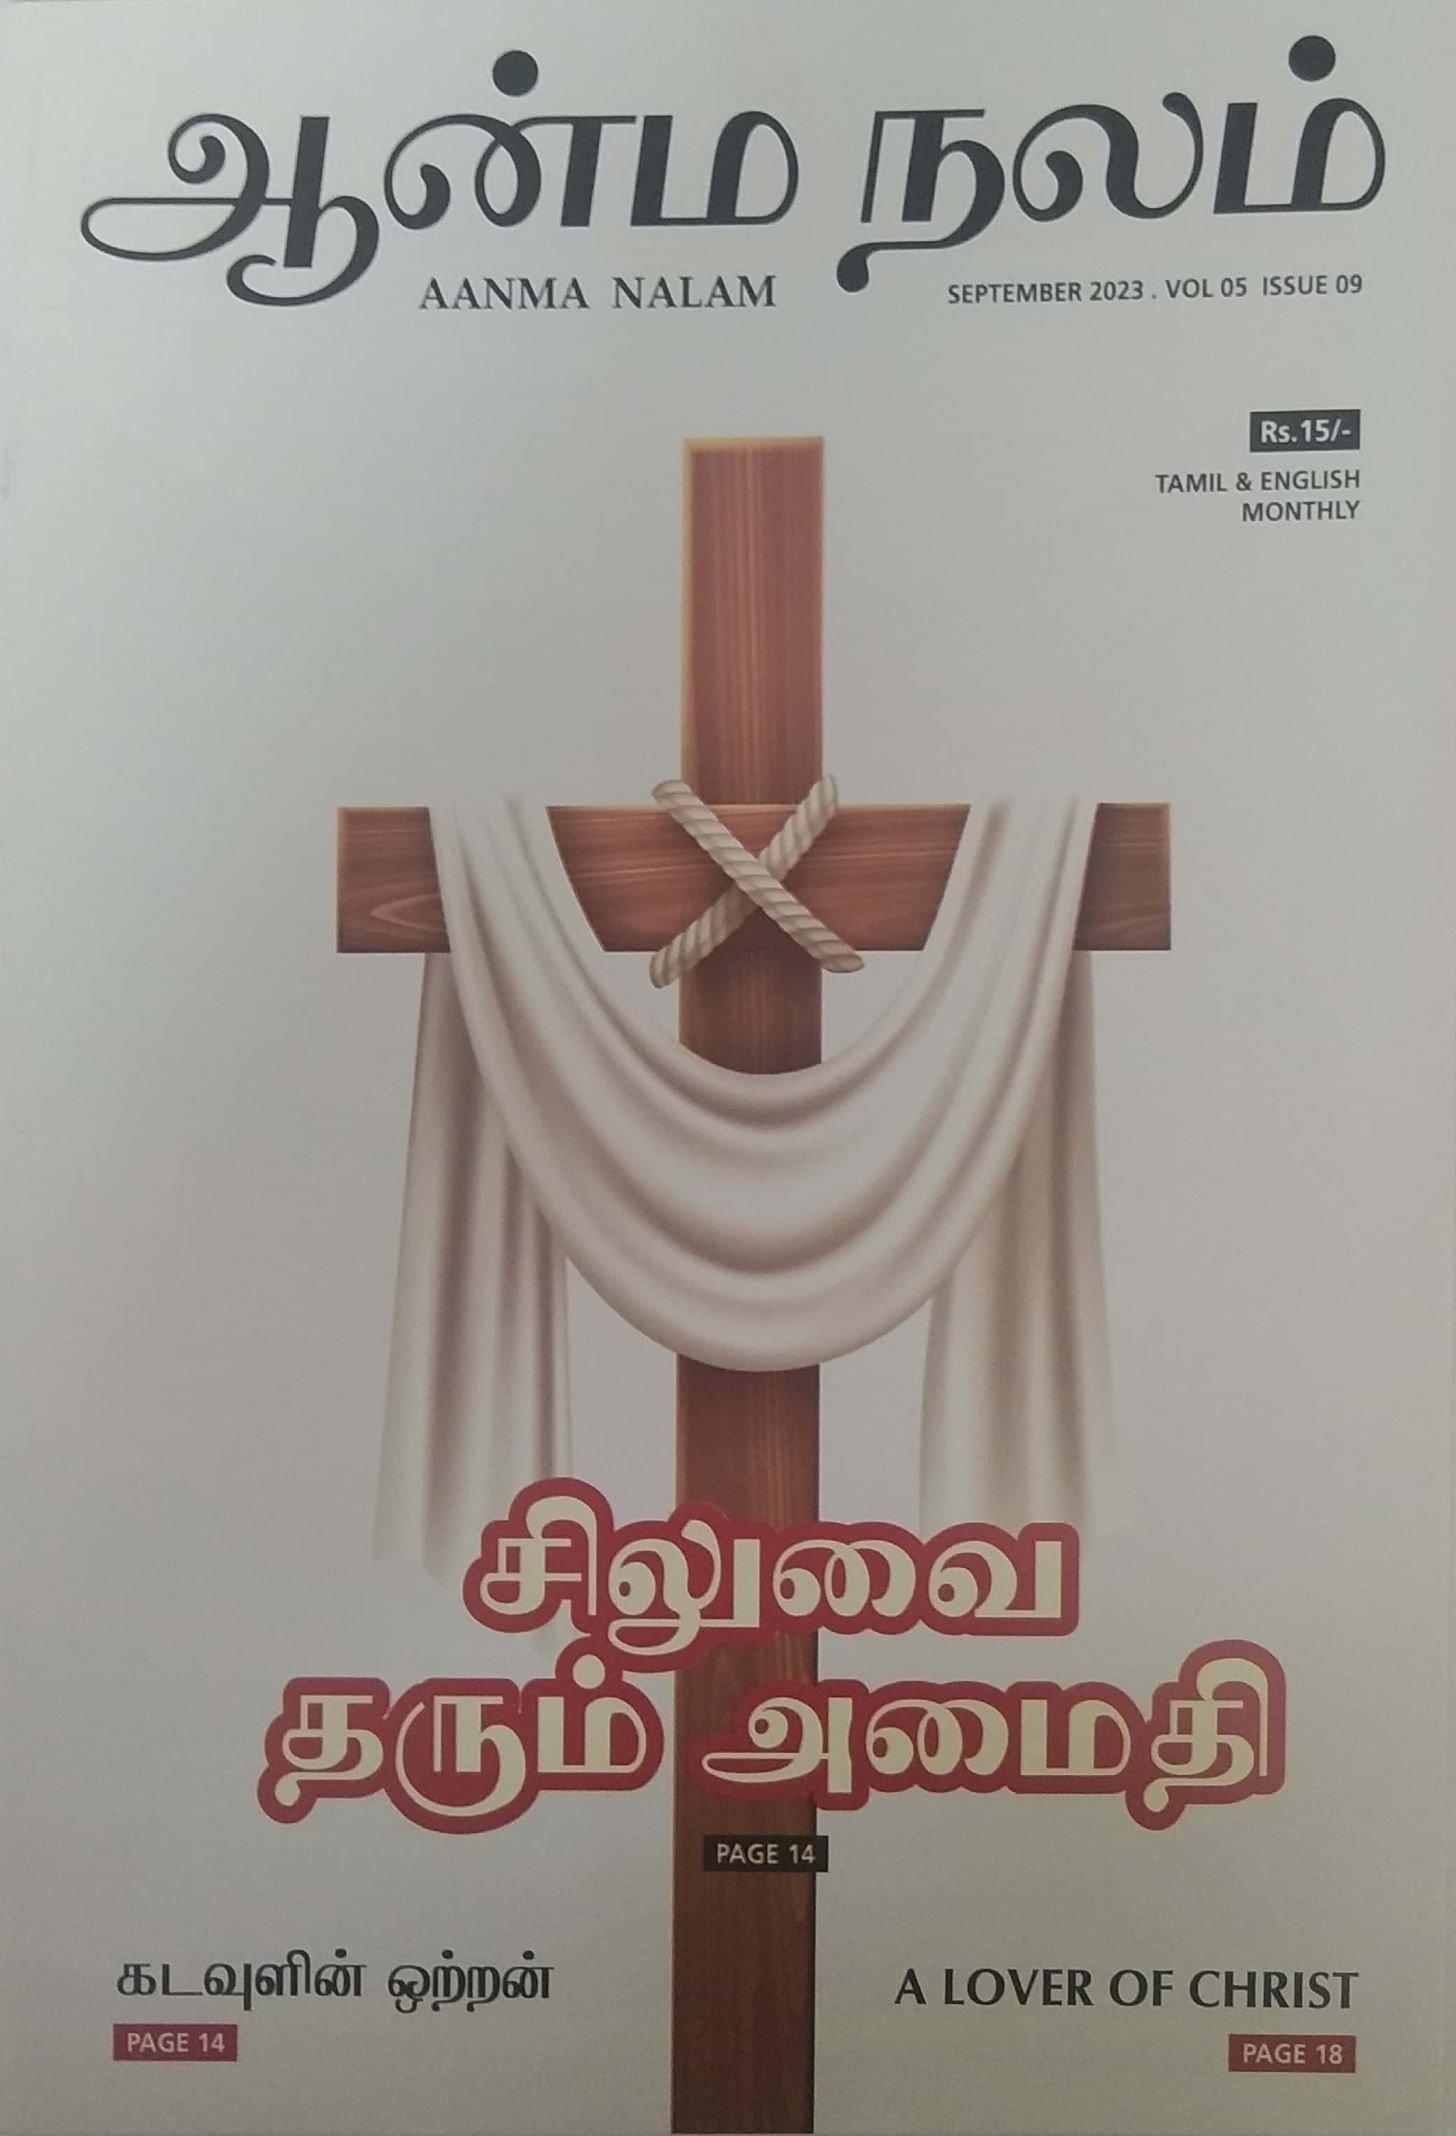 ஆன்ம நலம்
AANMA NALAM
SEPTEMBER 2023 . VOL 05 ISSUE 09
Rs.15/-
TAMIL & ENGLISH
MONTHLY
சிலுவை
தரும் அமைதி
PAGE 14
கடவுளின் ஒற்றன்
PAGE 14
A LOVER OF CHRIST
PAGE 18